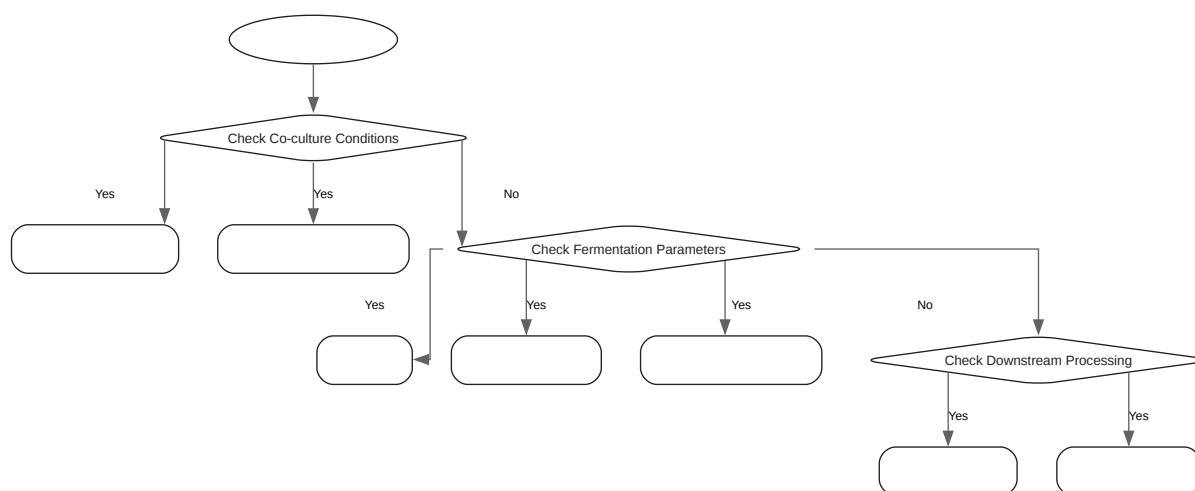 Check Co-culture Conditions
Yes
Yes
No
Check Fermentation Parameters
Yes
Yes
Yes
No
Check Downstream Processing
Yes
Yes